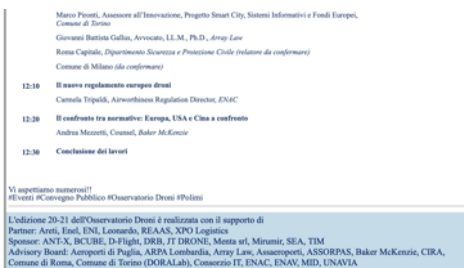 Marco Pironti, Assessore all'Innovazione, Progetto Smart City, Sistemi Informativi e Fondi Europei,
Comune di Torino
Giovanni Battista Gallus, Avvocato, LL.M., Ph.D., Array Law
Roma Capitale, Dipartimento Sicurezza e Protezione Civile (relatore da confermare)
Comune di Milano (da confermare)
12:10 Il nuovo regolamento europeo droni
Carmela Tripaldi, Airworthiness Regulation Director, ENAC
12:20 Il confronto tra normative: Europa, USA e Cina a confronto
Andrea Mezzetti, Counsel, Baker McKenzie
12:30 Conclusione dei lavori
Vi aspettiamo numerosi!!
#Eventi #Convegno Pubblico #Osservatorio Droni #Polimi
L'edizione 20-21 dell'Osservatorio Droni è realizzata con il supporto di
Partner: Areti, Enel, ENI, Leonardo, REAAS, XPO Logistics
Sponsor: ANT-X, BCUBE, D-Flight, DRB, JT DRONE, Menta srl, Mirumir, SEA, TIM
Advisory Board: Aeroporti di Puglia, ARPA Lombardia, Array Law, Assaeroporti, ASSORPAS, Baker McKenzie, CIRA,
Comune di Roma, Comune di Torino (DORALab), Consorzio IT, ENAC, ENAV, MID, UNAVIA